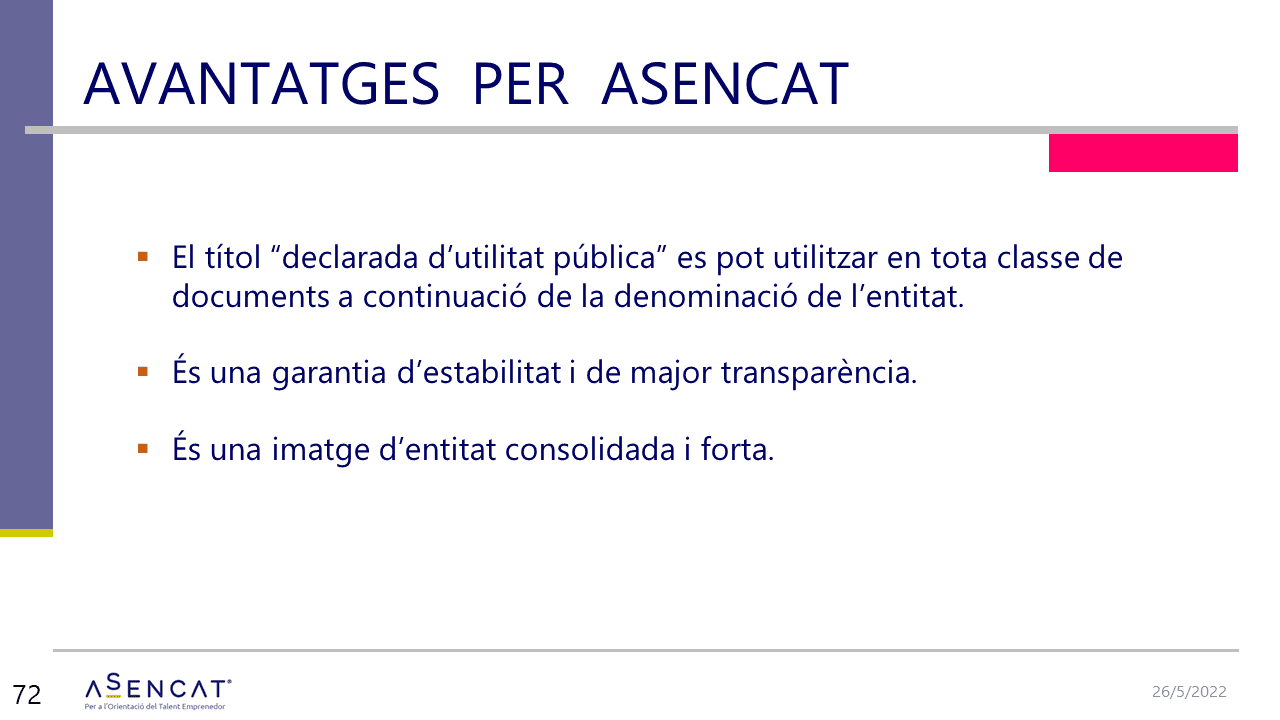 AVANTATGES PER ASENCAT
▪ El títol “declarada d’utilitat pública” es pot utilitzar en tota classe de
documents a continuació de la denominació de l’entitat.
▪ És una garantia d’estabilitat i de major transparència.
▪ És una imatge d’entitat consolidada i forta.
72
ASENCAT®
Per a l'Orientació del Talent Emprenedor
26/5/2022